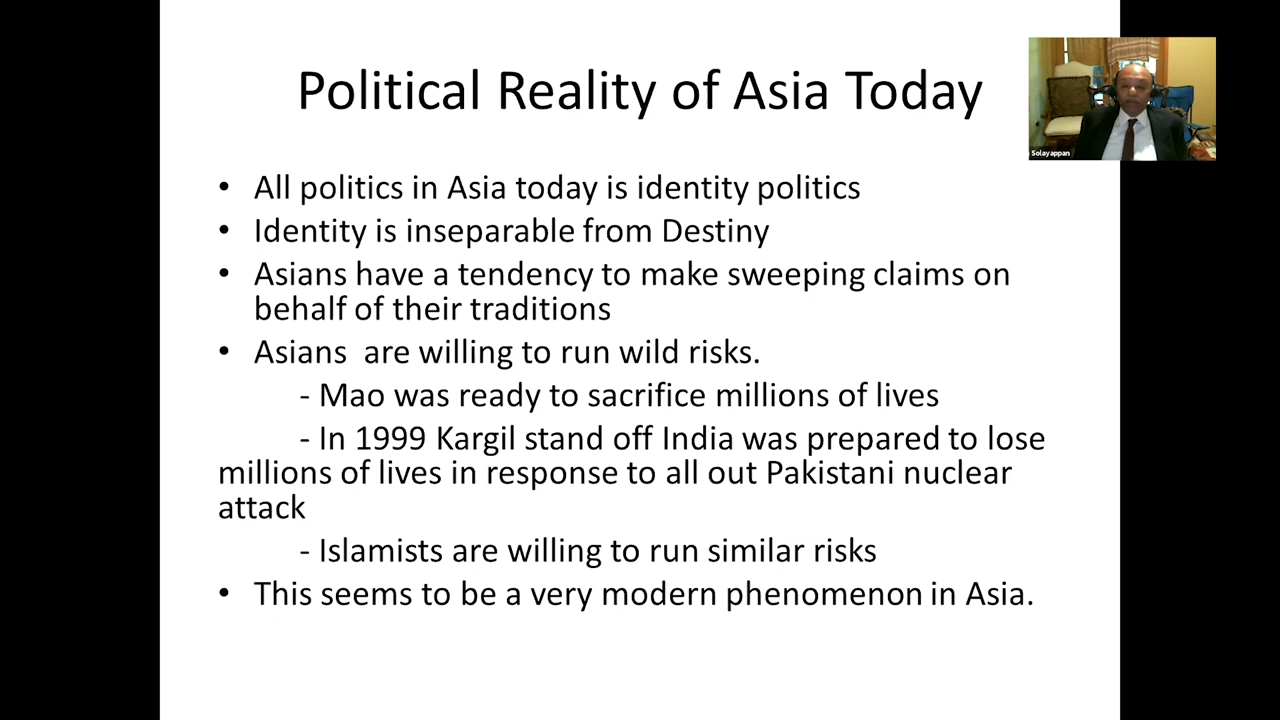 Political Reality of Asia Today
Solayappan
• All politics in Asia today is identity politics
• Identity is inseparable from Destiny
• Asians have a tendency to make sweeping claims on
behalf of their traditions
• Asians  are willing to run wild risks.
- Mao was ready to sacrifice millions of lives
- In 1999 Kargil stand off India was prepared to lose
millions of lives in response to all out Pakistani nuclear
attack
- Islamists are willing to run similar risks
• This seems to be a very modern phenomenon in Asia.